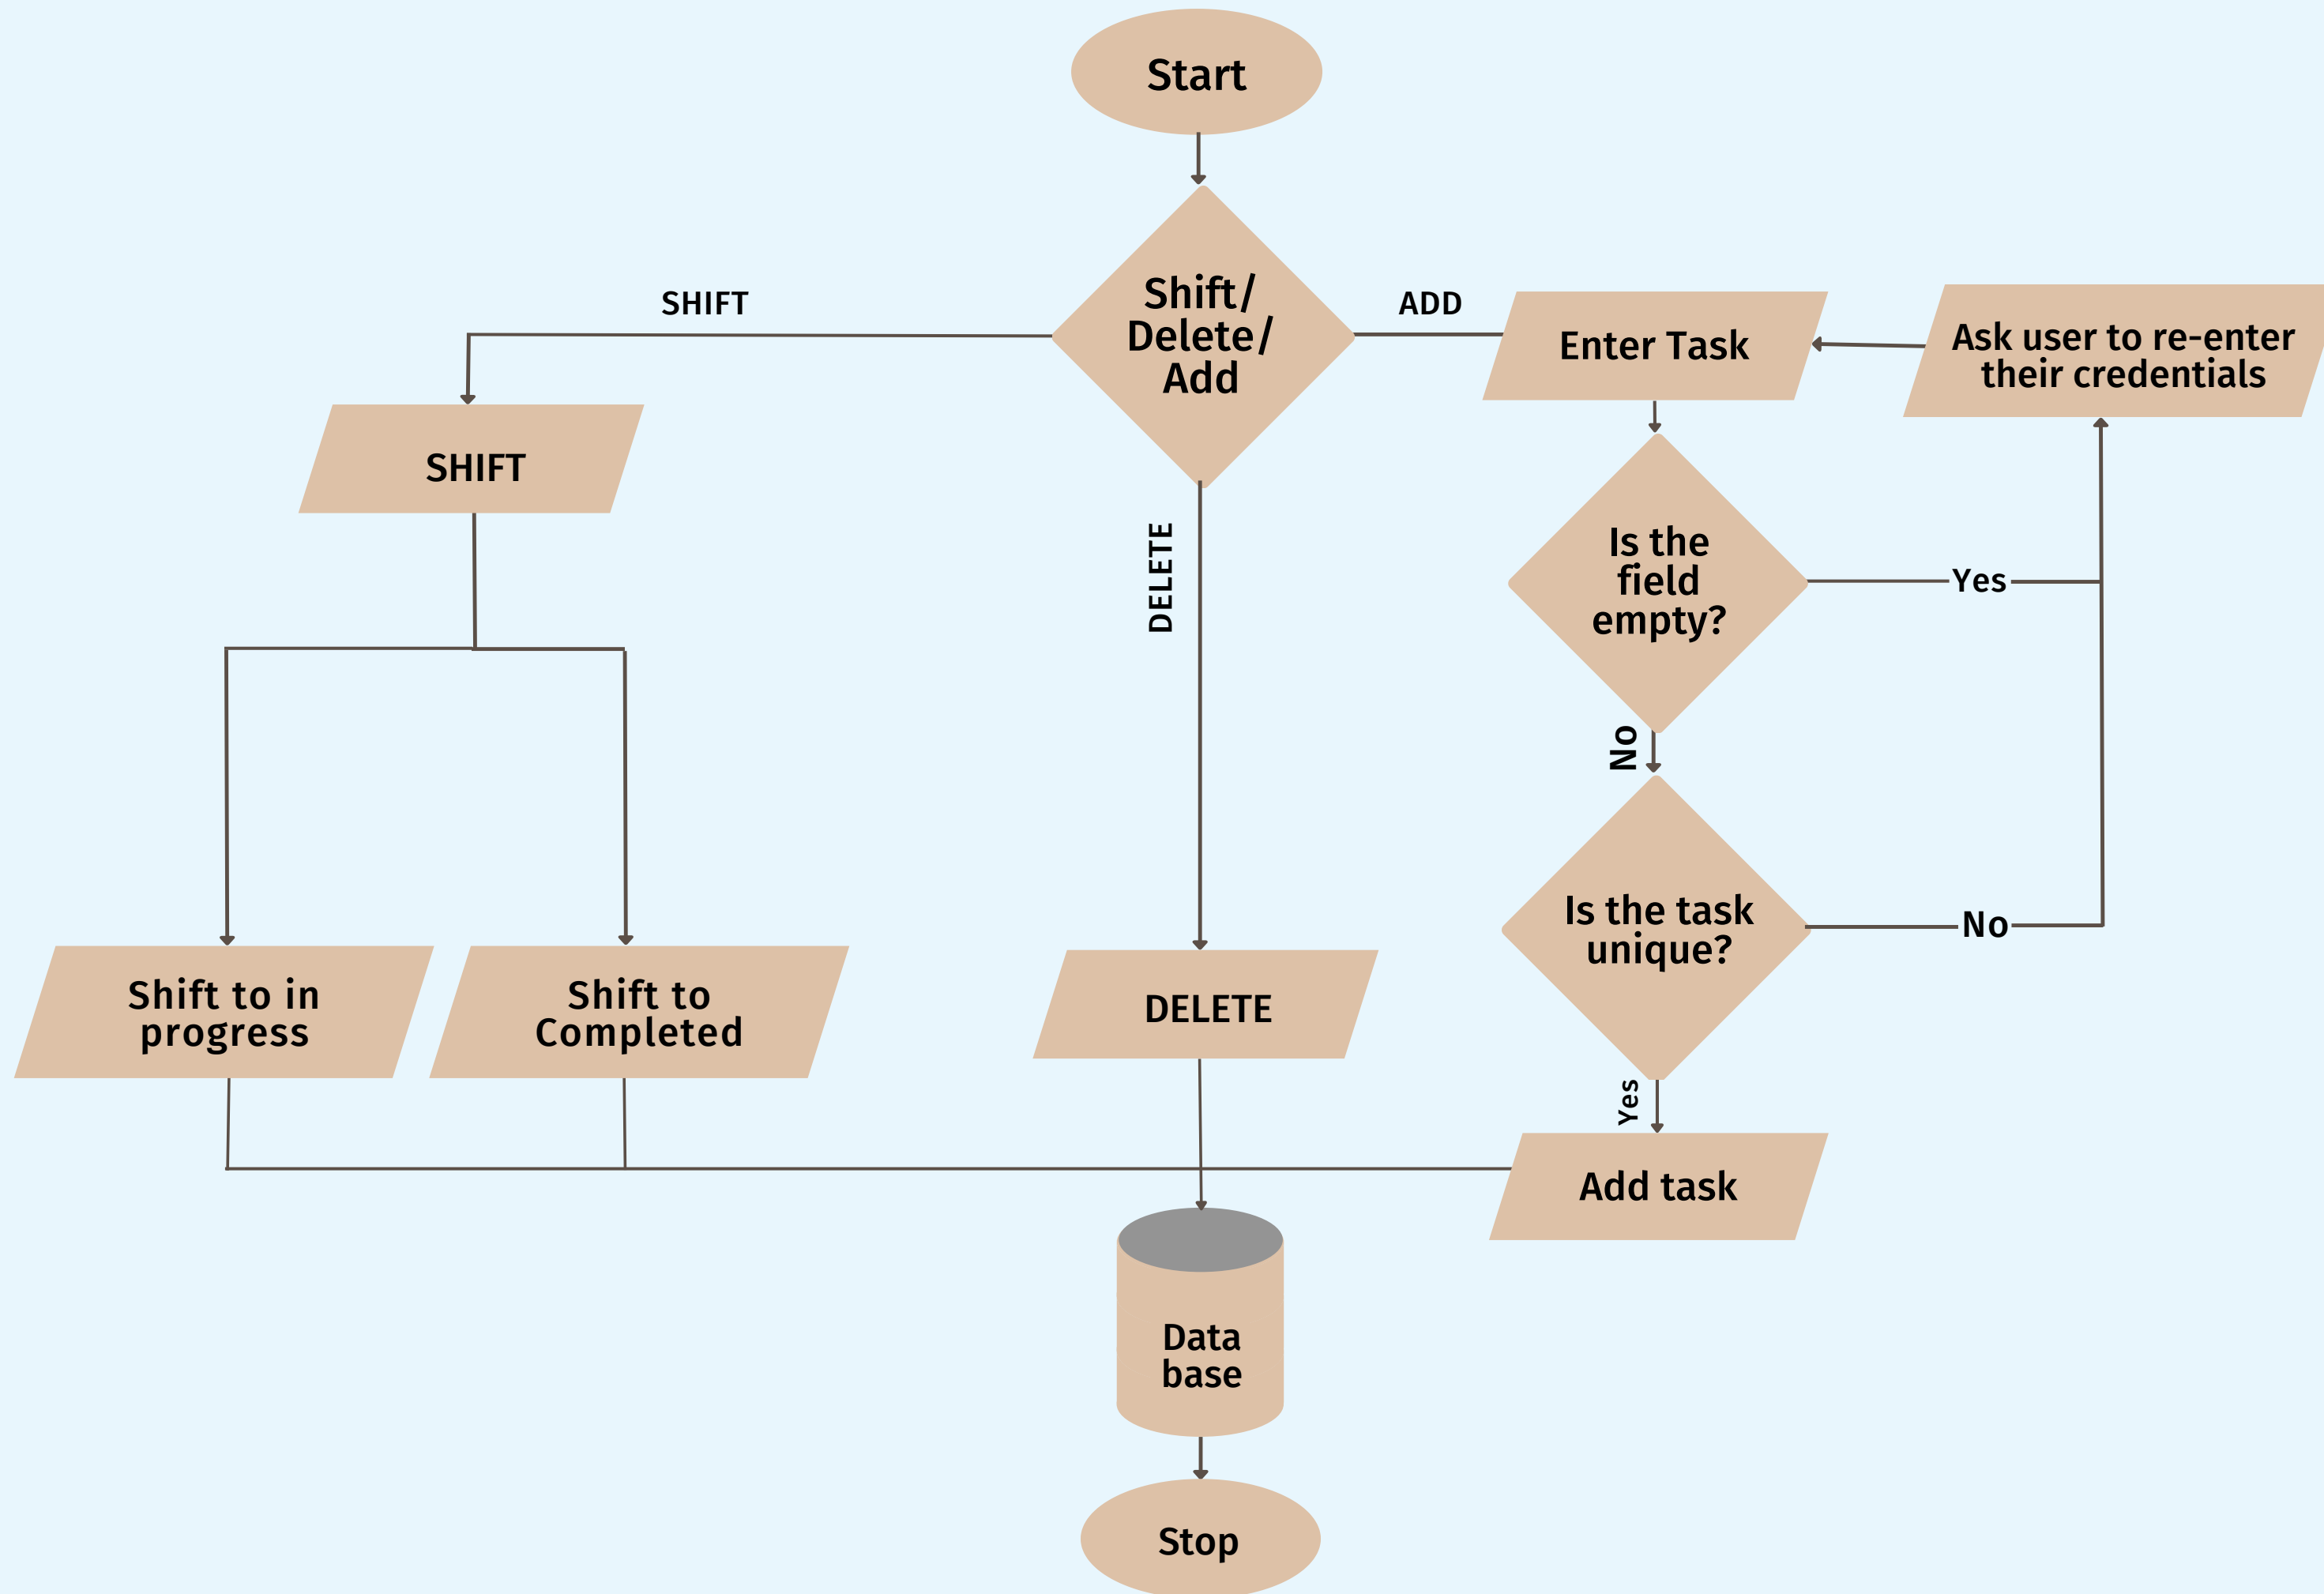 Start
Shift/
Delete/
Add
SHIFT
ADD
Enter Task
Ask user to re-enter
their credentials
SHIFT
DELETE
Is the
field
empty?
Yes
No
Is the task
unique?
No
Shift to in
progress
Shift to
Completed
DELETE
Yes
Add task
Data
base
Stop